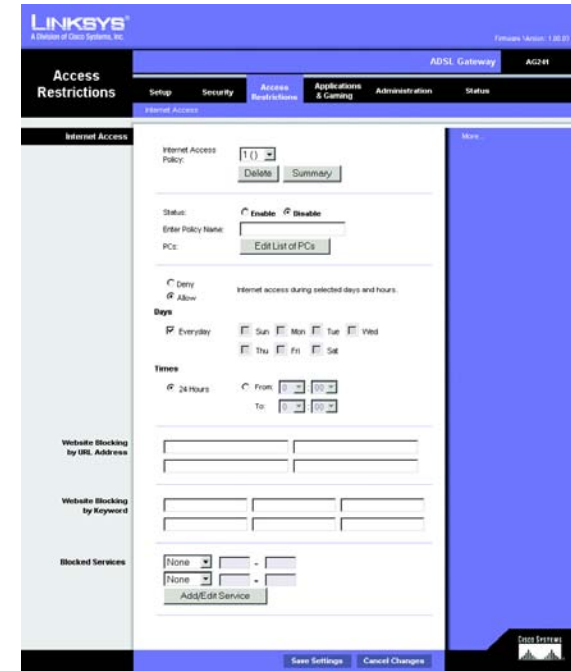 LINKSYS®
A Division of Cisco Systems, Inc.
Firmware Version: 1.00.01
ADSL Gateway AG241
Access Restrictions
Setup Security Access Restrictions Applications & Gaming Administration Status
Internet Access
Internet Access
More...
Internet Access Policy: 1 ()
Delete Summary
Status: Enable Disable
Enter Policy Name:
PCs: Edit List of PCs
Deny
Allow
Internet access during selected days and hours.
Days
Everyday Sun Mon Tue Wed
Thu Fri Sat
Times
24 Hours From: 0 : 00
To: 0 : 00
Website Blocking by URL Address
Website Blocking by Keyword
Blocked Services
None -
None -
Add/Edit Service
Save Settings Cancel Changes
CISCO SYSTEMS